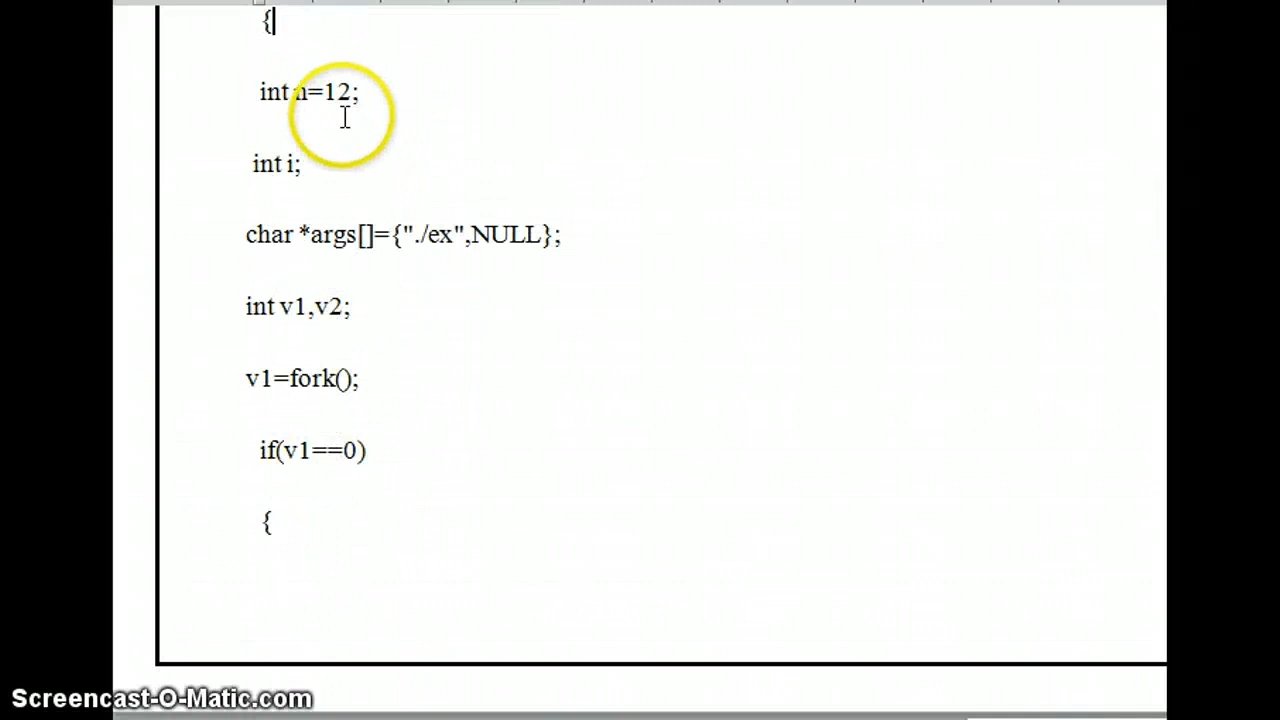 {
int n=12;
int i;
char *args[]={"./ex",NULL};
int v1,v2;
v1=fork();
if(v1==0)
{
Screencast-O-Matic.com